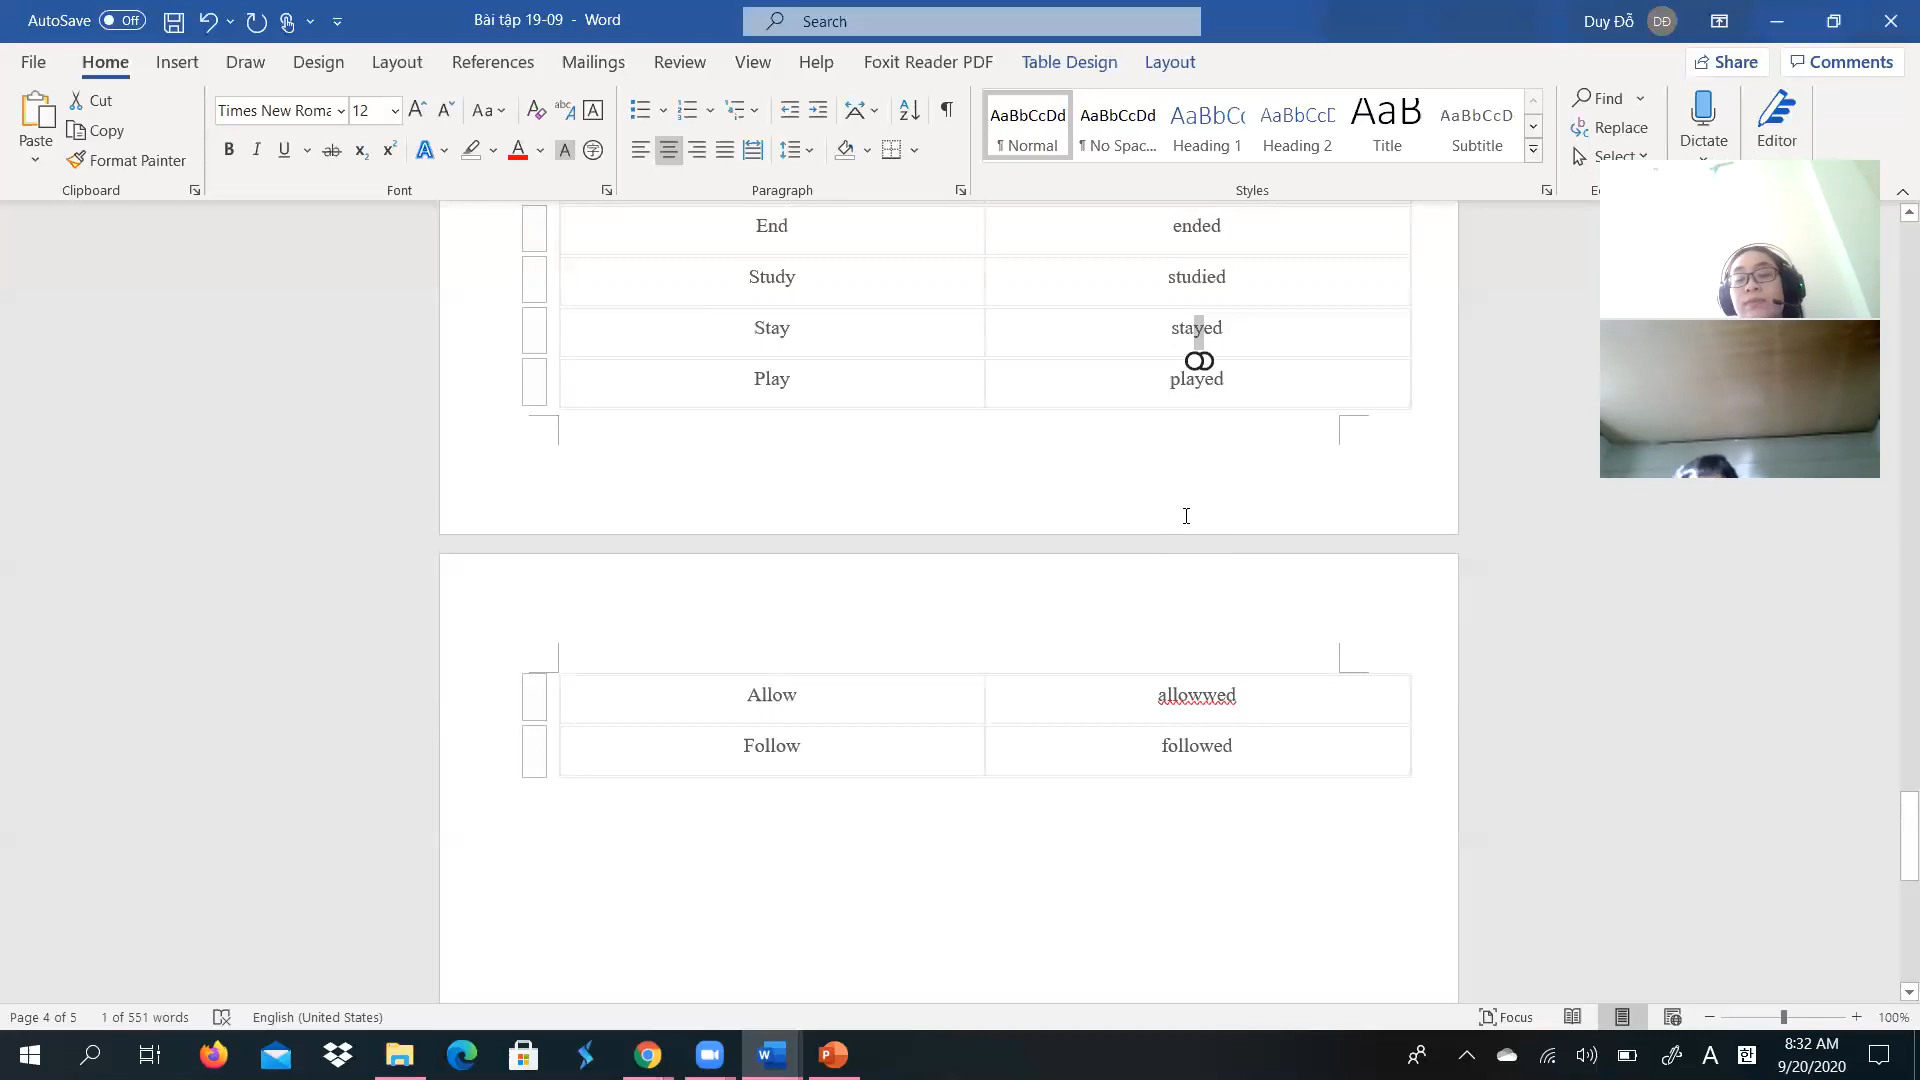 AutoSave Off Bài tập 19-09 - Word Search Duy Đỗ DĐ
File Home Insert Draw Design Layout References Mailings Review View Help Foxit Reader PDF Table Design Layout Share Comments
Paste
Cut
Copy
Format Painter
Clipboard
Times New Roma 12
Font
Paragraph
AaBbCcDd AaBbCcDd AaBbCc AaBbCcD AaB AaBbCcD
¶ Normal ¶ No Spac... Heading 1 Heading 2 Title Subtitle
Styles
Find
Replace
Select
Dictate
Editor
End ended
Study studied
Stay stayed
Play played
Allow allowwed
Follow followed
Page 4 of 5 1 of 551 words English (United States) Focus 100%
8:32 AM
9/20/2020